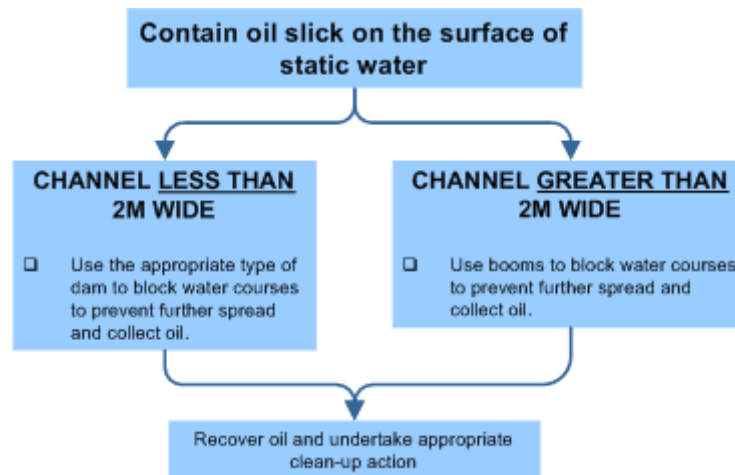 Contain oil slick on the surface of
static water
CHANNEL LESS THAN
2M WIDE
❑ Use the appropriate type of
dam to block water courses
to prevent further spread
and collect oil.
CHANNEL GREATER THAN
2M WIDE
❑ Use booms to block water courses
to prevent further spread and
collect oil.
Recover oil and undertake appropriate
clean-up action